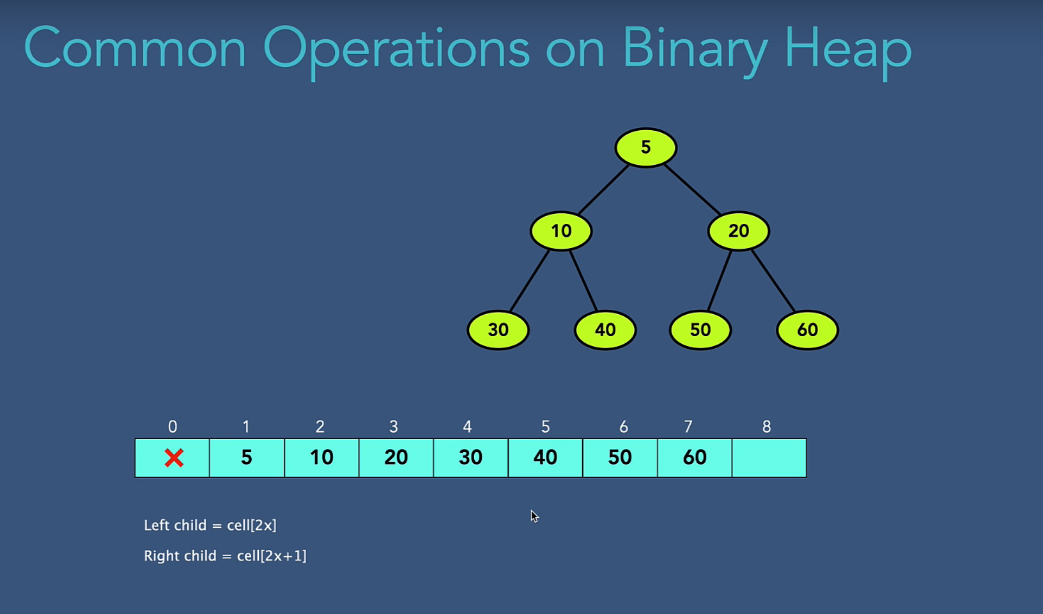 Common Operations on Binary Heap
5
10 20
30 40 50 60
0 1 2 3 4 5 6 7 8
5 10 20 30 40 50 60
Left child = cell[2x]
Right child = cell[2x+1]